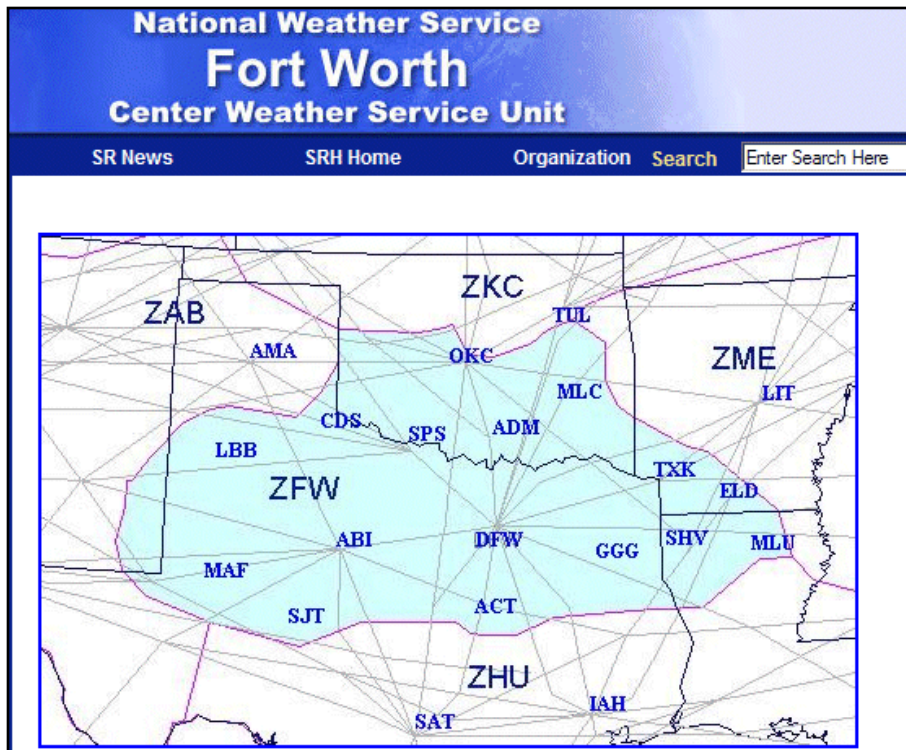 National Weather Service
Fort Worth
Center Weather Service Unit
SR News SRH Home Organization Search Enter Search Here
ZKC
ZAB
TUL
AMA
OKC
ZME
MLC
LIT
CDS
SPS
ADM
LBB
TXK
ZFW
ELD
ABI
DFW
GGG
SHV
MLU
MAF
SJT
ACT
ZHU
IAH
SAT